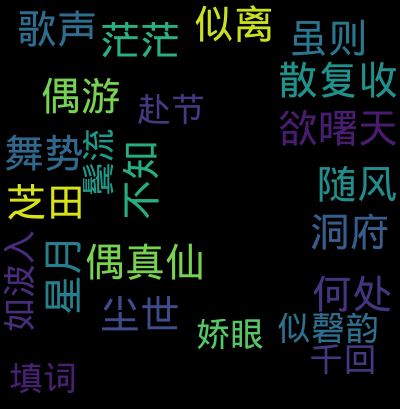 歌声
茫茫
似离
虽则
散复收
偶游
赴节
欲曙天
舞势
鬓流
不知
芝田
随风
洞府
如波入
星月
偶真仙
何处
尘世
娇眼
似磬韵
千回
填词